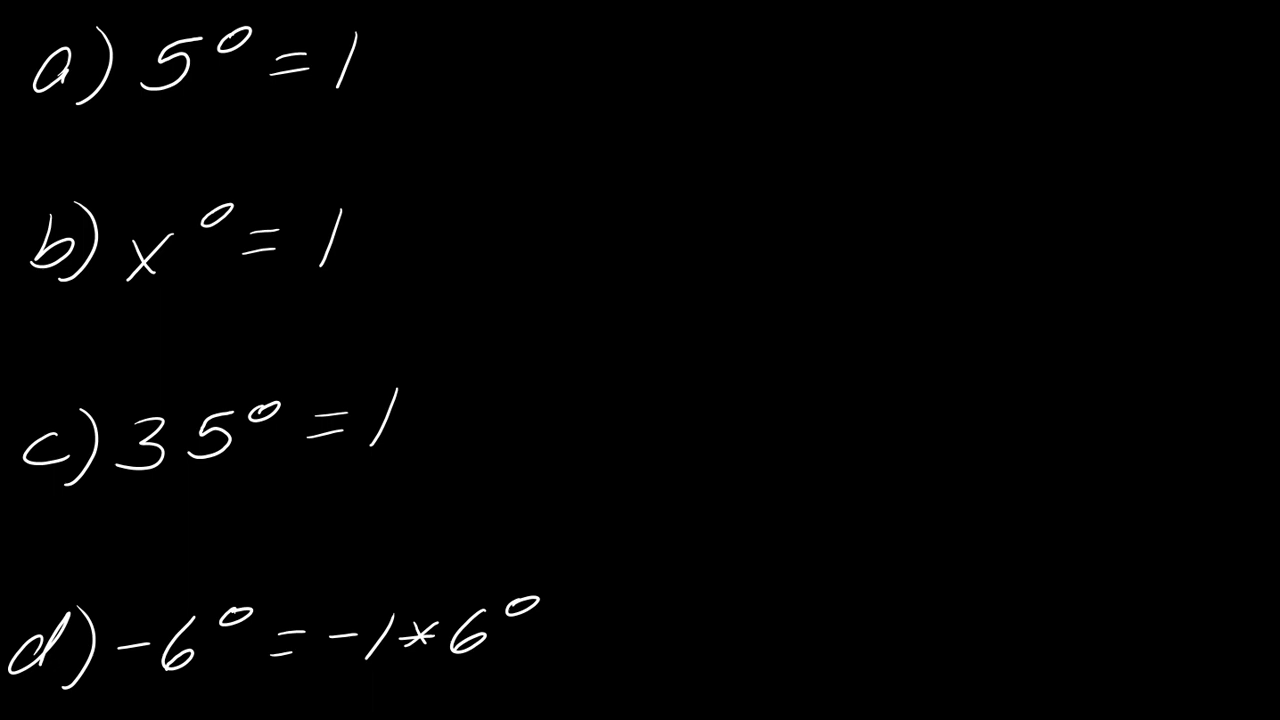 a) 5⁰ = 1
b) x⁰ = 1
c) 35⁰ = 1
d) -6⁰ = -1*6⁰